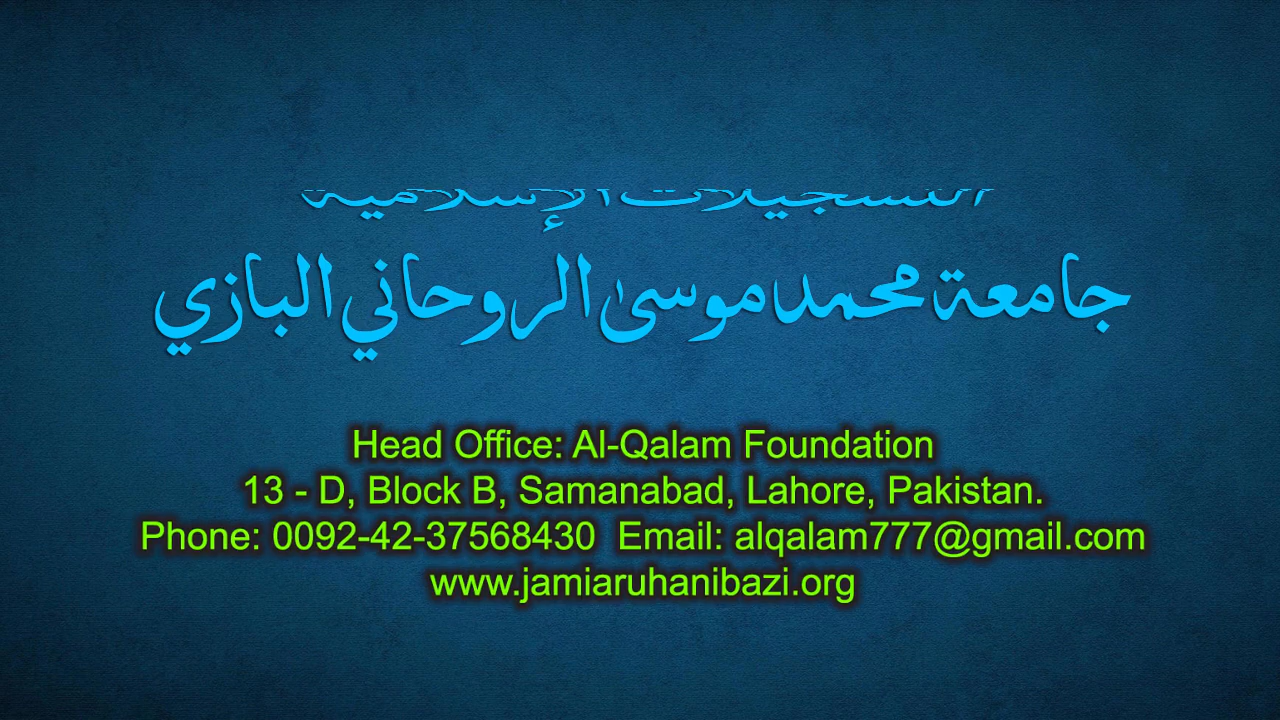 التسجيلات الإسلامية
جامعة محمد موسىٰ الروحاني البازي
Head Office: Al-Qalam Foundation
13 - D, Block B, Samanabad, Lahore, Pakistan.
Phone: 0092-42-37568430 Email: alqalam777@gmail.com
www.jamiaruhanibazi.org